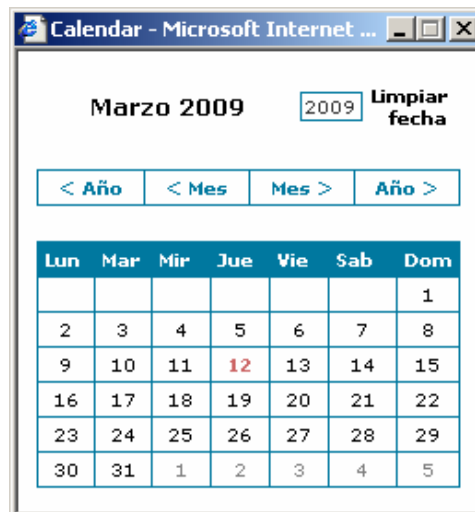 Calendar - Microsoft Internet ...
Marzo 2009 2009 Limpiar
fecha
< Año < Mes Mes > Año >
Lun Mar Mir Jue Vie Sab Dom
1
2 3 4 5 6 7 8
9 10 11 12 13 14 15
16 17 18 19 20 21 22
23 24 25 26 27 28 29
30 31 1 2 3 4 5